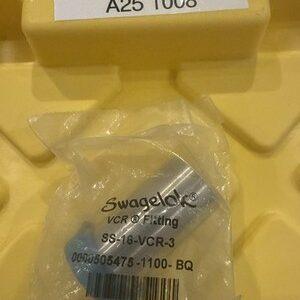 A25 1008
Swagelok
VCR ® Fitting
SS-16-VCR-3
0000505475-1100-BQ